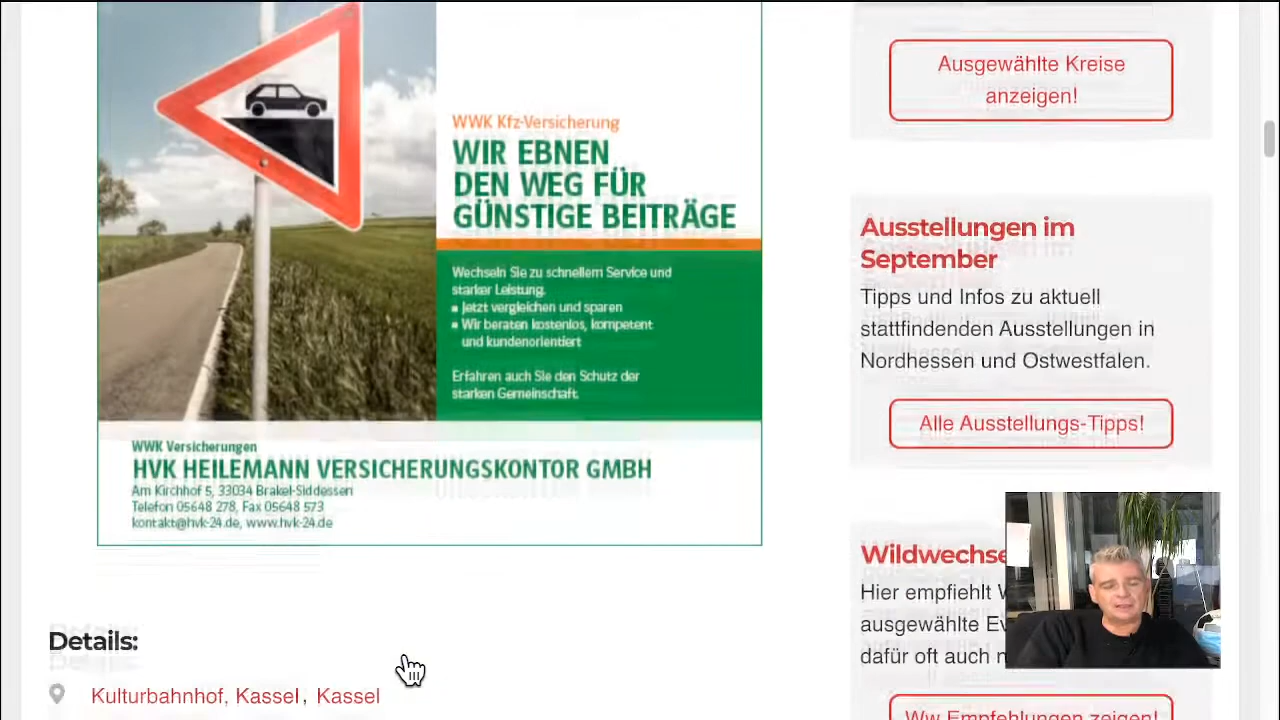 WWK Kfz-Versicherung
WIR EBNEN
DEN WEG FÜR
GÜNSTIGE BEITRÄGE
Wechseln Sie zu schnellem Service und
starker Leistung.
▪ Jetzt vergleichen und sparen
▪ Wir beraten kostenlos, kompetent
und kundenorientiert
Erfahren auch Sie den Schutz der
starken Gemeinschaft.
WWK Versicherungen
HVK HEILEMANN VERSICHERUNGSKONTOR GMBH
Am Kirchhof 5, 33034 Brakel-Siddessen
Telefon 05648 278, Fax 05648 573
kontakt@hvk-24.de, www.hvk-24.de
Details:
Kulturbahnhof, Kassel, Kassel
Ausgewählte Kreise
anzeigen!
Ausstellungen im
September
Tipps und Infos zu aktuell
stattfindenden Ausstellungen in
Nordhessen und Ostwestfalen.
Alle Ausstellungs-Tipps!
Wildwechse
Hier empfiehlt
ausgewählte
dafür oft auch
Ww Empfehlungen zeigen!